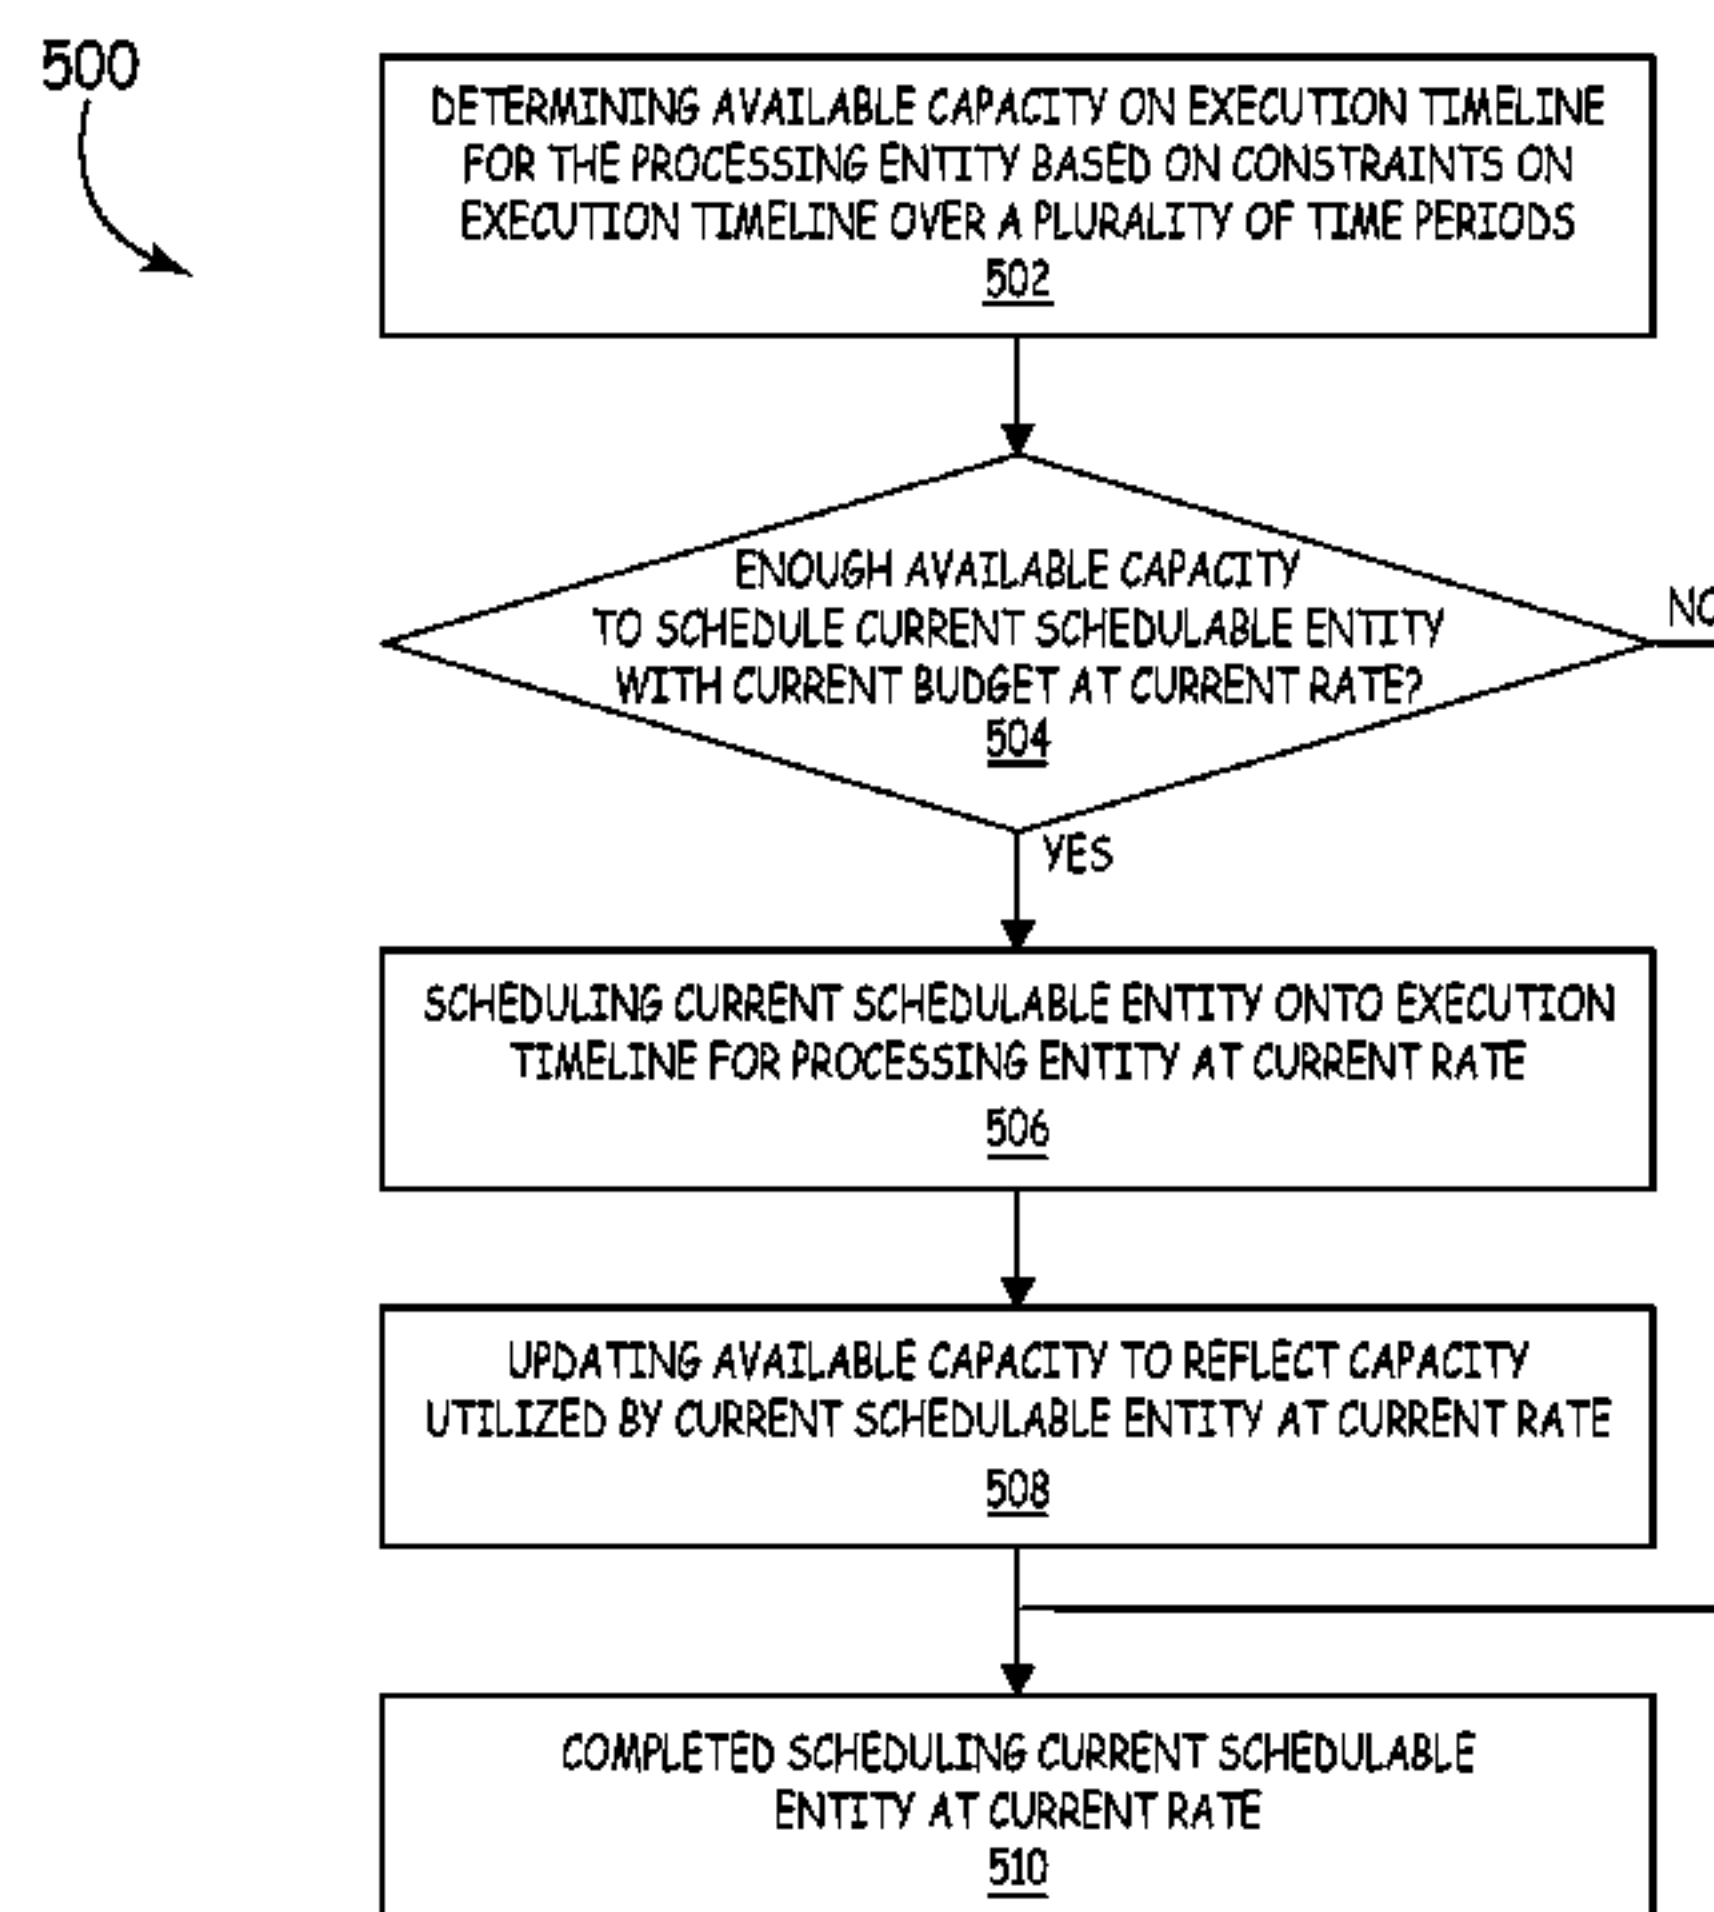 500
DETERMINING AVAILABLE CAPACITY ON EXECUTION TIMELINE
FOR THE PROCESSING ENTITY BASED ON CONSTRAINTS ON
EXECUTION TIMELINE OVER A PLURALITY OF TIME PERIODS
502
ENOUGH AVAILABLE CAPACITY
TO SCHEDULE CURRENT SCHEDULABLE ENTITY
WITH CURRENT BUDGET AT CURRENT RATE?
504
NO
YES
SCHEDULING CURRENT SCHEDULABLE ENTITY ONTO EXECUTION
TIMELINE FOR PROCESSING ENTITY AT CURRENT RATE
506
UPDATING AVAILABLE CAPACITY TO REFLECT CAPACITY
UTILIZED BY CURRENT SCHEDULABLE ENTITY AT CURRENT RATE
508
COMPLETED SCHEDULING CURRENT SCHEDULABLE
ENTITY AT CURRENT RATE
510